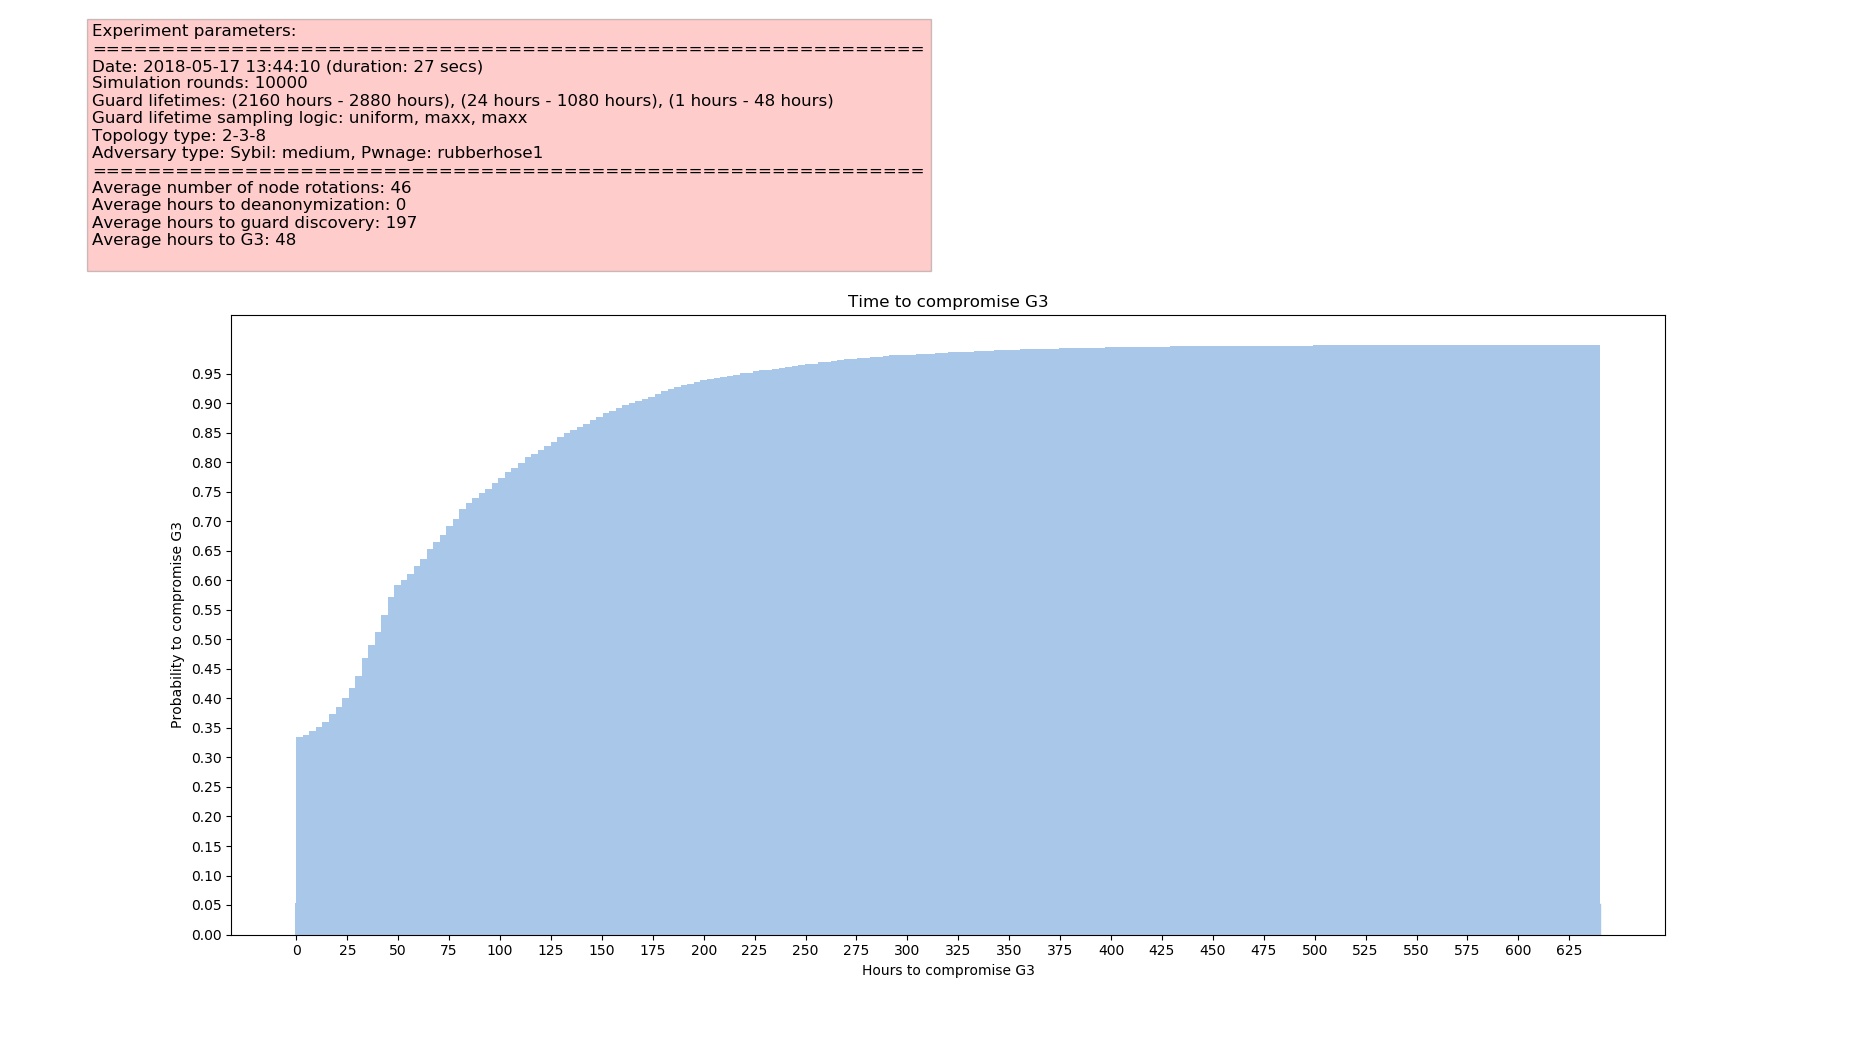 Experiment parameters:
=============================================================
Date: 2018-05-17 13:44:10 (duration: 27 secs)
Simulation rounds: 10000
Guard lifetimes: (2160 hours - 2880 hours), (24 hours - 1080 hours), (1 hours - 48 hours)
Guard lifetime sampling logic: uniform, maxx, maxx
Topology type: 2-3-8
Adversary type: Sybil: medium, Pwnage: rubberhose1
=============================================================
Average number of node rotations: 46
Average hours to deanonymization: 0
Average hours to guard discovery: 197
Average hours to G3: 48
Time to compromise G3
0.95
0.90
0.85
0.80
0.75
0.70
0.65
0.60
0.55
0.50
0.45
0.40
0.35
0.30
0.25
0.20
0.15
0.10
0.05
0.00
Probability to compromise G3
0 25 50 75 100 125 150 175 200 225 250 275 300 325 350 375 400 425 450 475 500 525 550 575 600 625
Hours to compromise G3